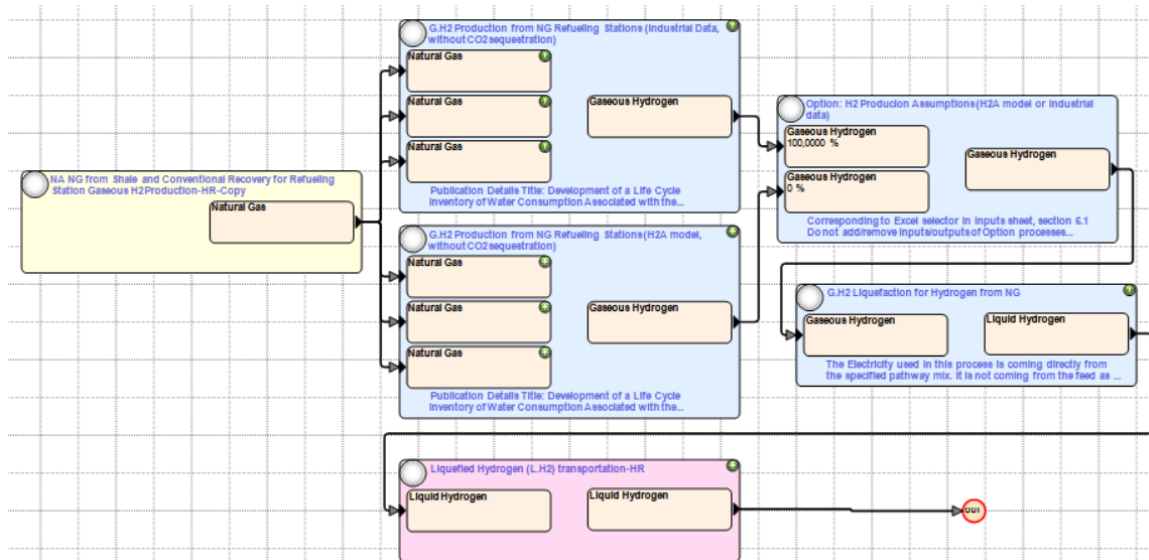 G.H2 Production from NG Refueling Stations (Industrial Data,
without CO2 sequestration)
Natural Gas
Natural Gas
Natural Gas
Gaseous Hydrogen
Publication Details Title: Development of a Life Cycle
Inventory of Water Consumption Associated with the...
Option: H2 Producion Assumptions (H2A model or Industrial
data)
Gaseous Hydrogen
100,0000 %
Gaseous Hydrogen
0 %
Gaseous Hydrogen
Corresponding to Excel selector in Inputs sheet, section 6.1
Do not add/remove inputs/outputs of Option processes...
NA NG from Shale and Conventional Recovery for Refueling
Station Gaseous H2Production-HR-Copy
Natural Gas
G.H2 Production from NG Refueling Stations (H2A model,
without CO2 sequestration)
Natural Gas
Natural Gas
Natural Gas
Gaseous Hydrogen
Publication Details Title: Development of a Life Cycle
Inventory of Water Consumption Associated with the...
G.H2 Liquefaction for Hydrogen from NG
Gaseous Hydrogen
Liquid Hydrogen
The Electricity used in this process is coming directly from
the specified pathway mix. It is not coming from the feed as ...
Liquefied Hydrogen (L.H2) transportation-HR
Liquid Hydrogen
Liquid Hydrogen
OUT